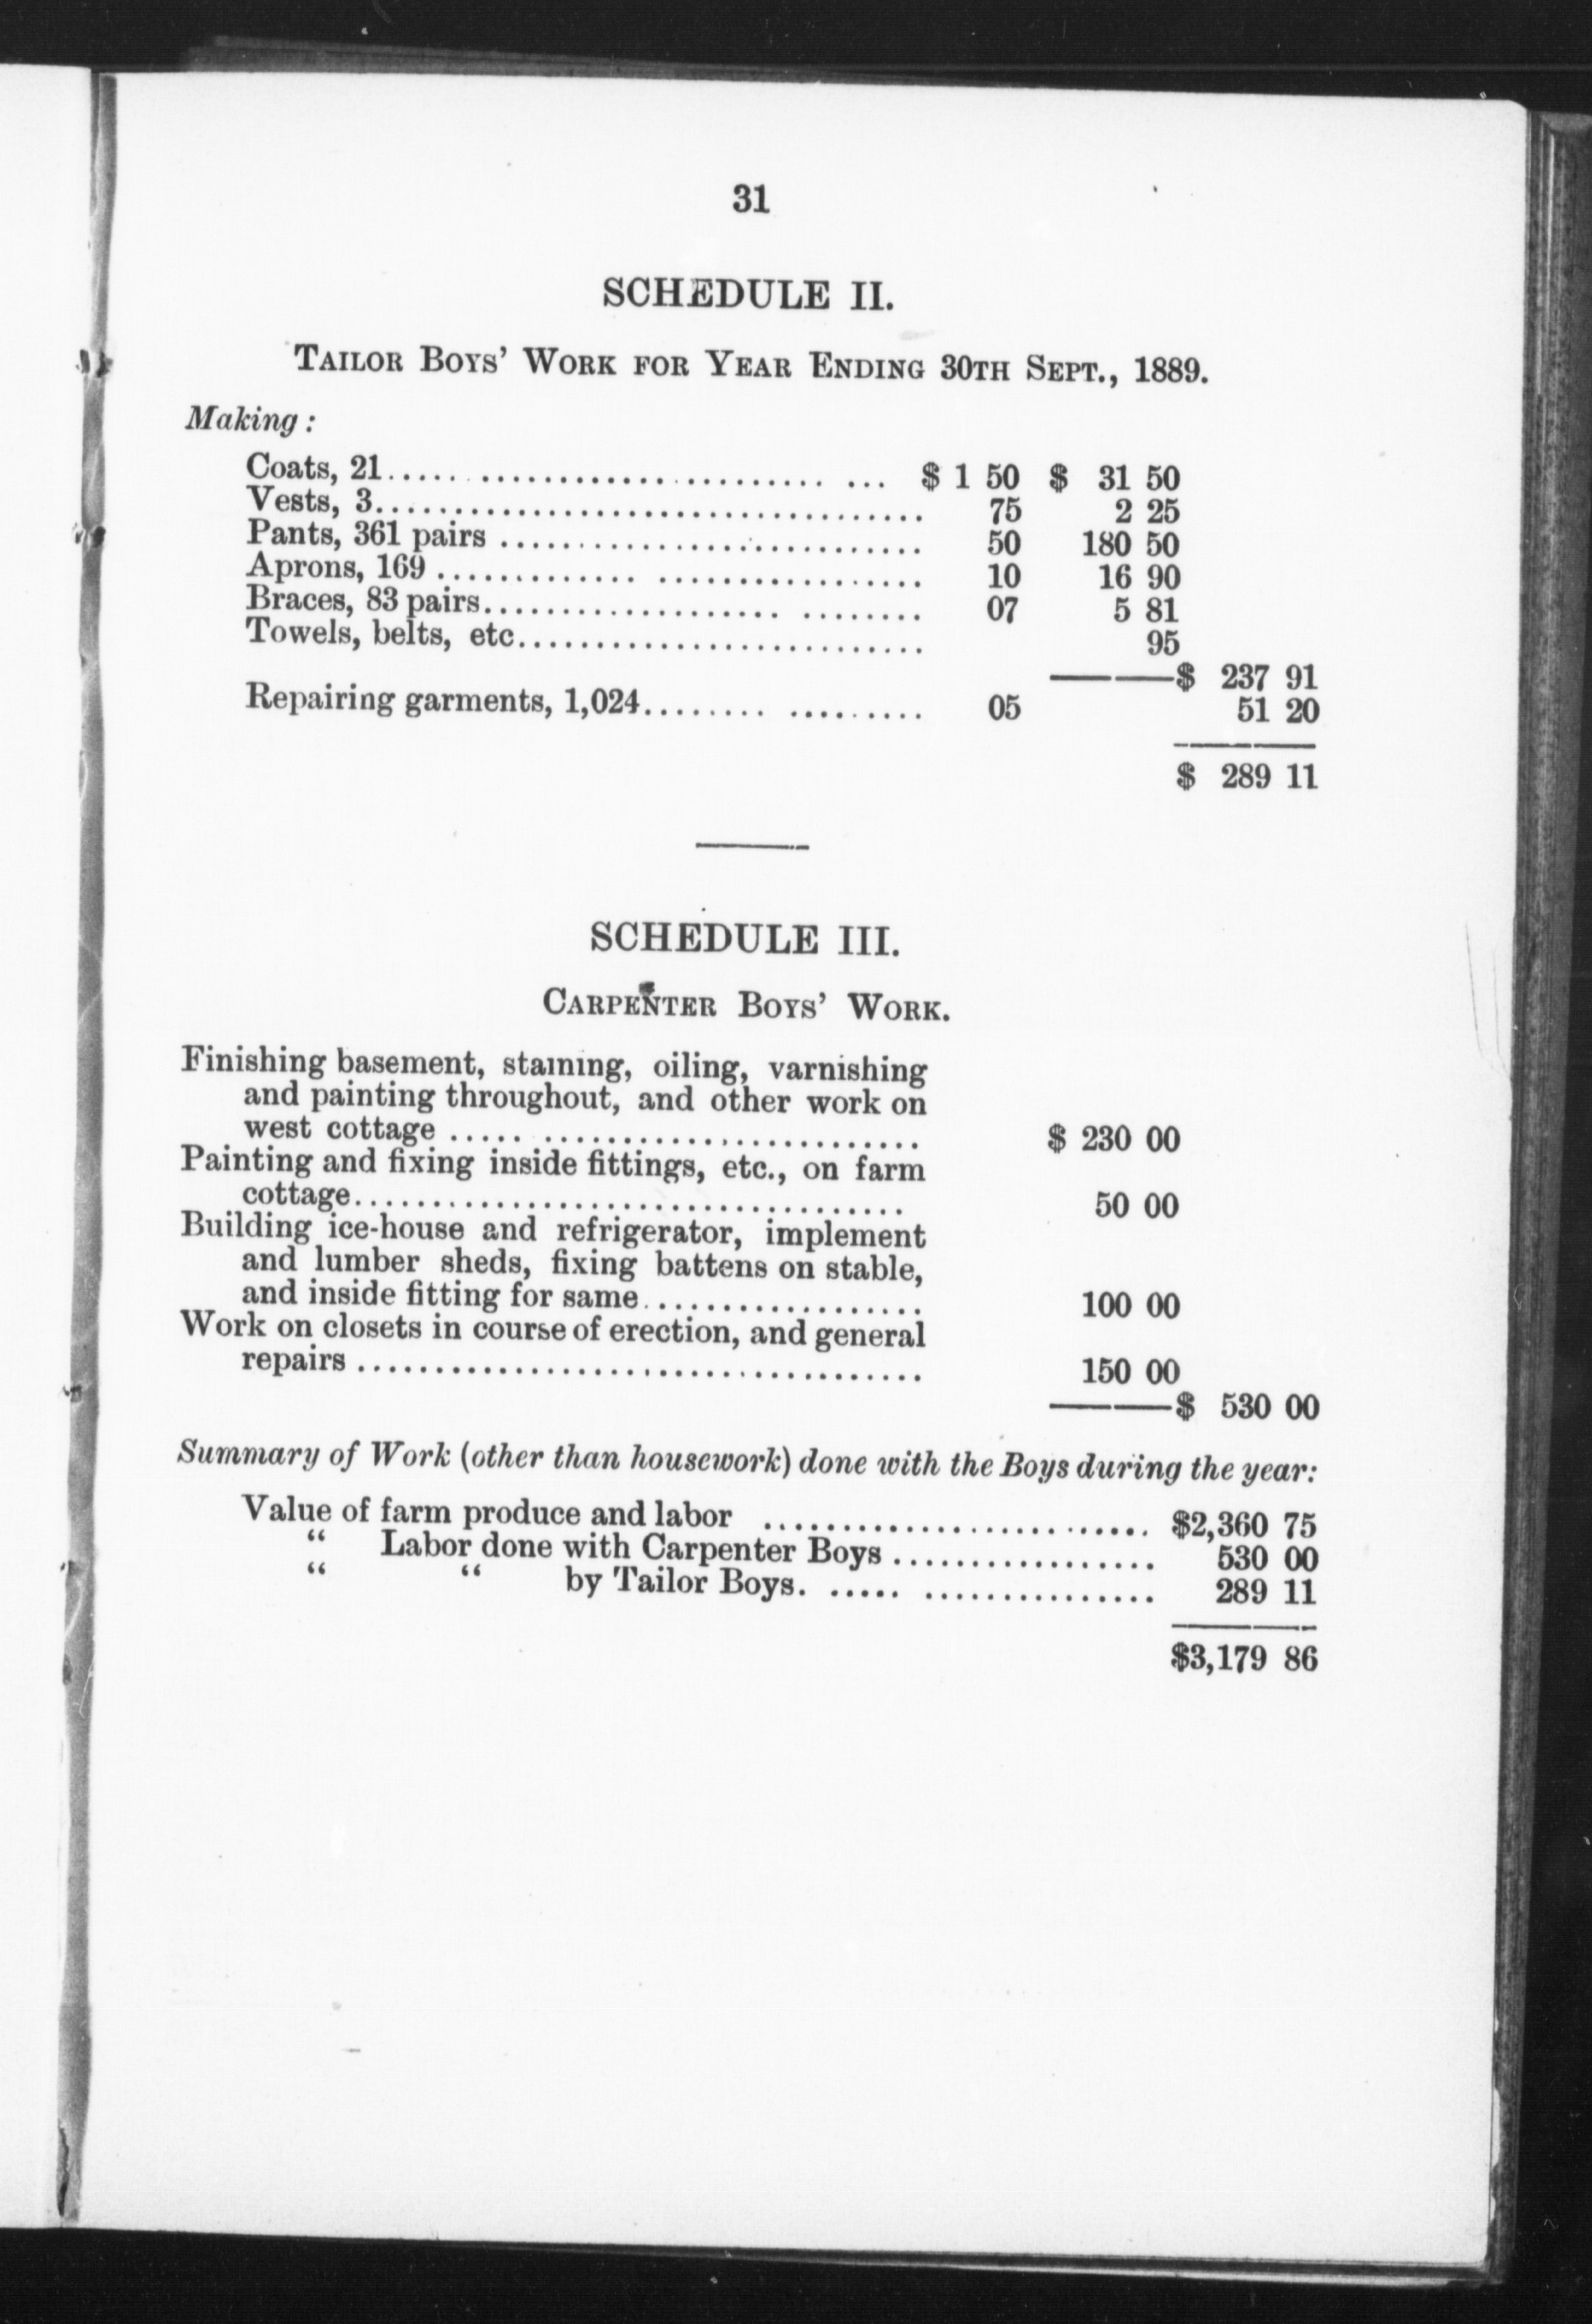 31
SCHEDULE II.
TAILOR BOYS' WORK FOR YEAR ENDING 30TH SEPT., 1889.
Making:
Coats, 21........................................ $ 1 50 $ 31 50
Vests, 3........................................ 75 2 25
Pants, 361 pairs ........................... 50 180 50
Aprons, 169 .............................. 10 16 90
Braces, 83 pairs........................... 07 5 81
Towels, belts, etc.......................... 95
$ 237 91
Repairing garments, 1,024................. 05 51 20
$ 289 11
SCHEDULE III.
CARPENTER BOYS' WORK.
Finishing basement, staining, oiling, varnishing
and painting throughout, and other work on
west cottage .............................. $ 230 00
Painting and fixing inside fittings, etc., on farm
cottage.................................... 50 00
Building ice-house and refrigerator, implement
and lumber sheds, fixing battens on stable,
and inside fitting for same.................. 100 00
Work on closets in course of erection, and general
repairs ..................................... 150 00
$ 530 00
Summary of Work (other than housework) done with the Boys during the year:
Value of farm produce and labor ......................... $2,360 75
“ Labor done with Carpenter Boys ................. 530 00
“ “ by Tailor Boys. ..................... 289 11
$3,179 86